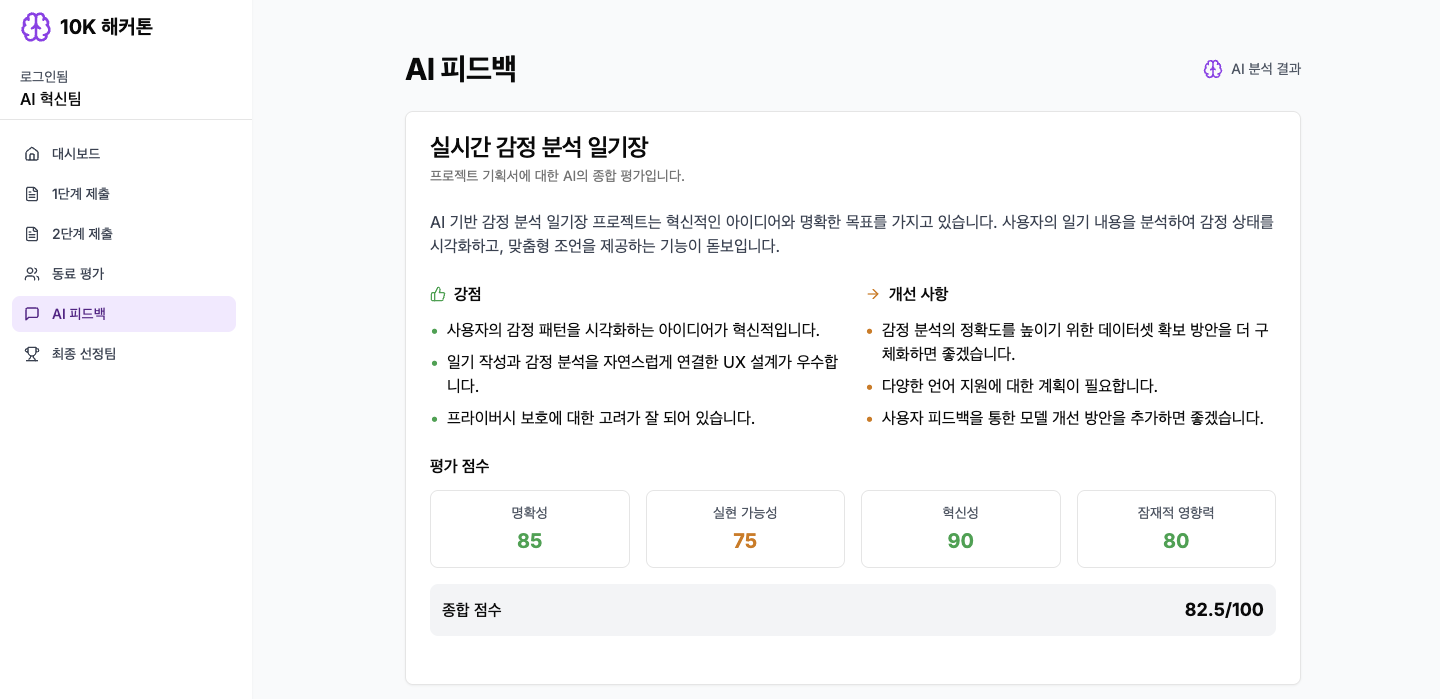 10K 해커톤
로그인됨
AI 혁신팀
대시보드
1단계 제출
2단계 제출
동료 평가
AI 피드백
최종 선정팀
AI 피드백
AI 분석 결과
실시간 감정 분석 일기장
프로젝트 기획서에 대한 AI의 종합 평가입니다.
AI 기반 감정 분석 일기장 프로젝트는 혁신적인 아이디어와 명확한 목표를 가지고 있습니다. 사용자의 일기 내용을 분석하여 감정 상태를
시각화하고, 맞춤형 조언을 제공하는 기능이 돋보입니다.
강점
사용자의 감정 패턴을 시각화하는 아이디어가 혁신적입니다.
일기 작성과 감정 분석을 자연스럽게 연결한 UX 설계가 우수합
니다.
프라이버시 보호에 대한 고려가 잘 되어 있습니다.
개선 사항
감정 분석의 정확도를 높이기 위한 데이터셋 확보 방안을 더 구
체화하면 좋겠습니다.
다양한 언어 지원에 대한 계획이 필요합니다.
사용자 피드백을 통한 모델 개선 방안을 추가하면 좋겠습니다.
평가 점수
명확성
85
실현 가능성
75
혁신성
90
잠재적 영향력
80
종합 점수
82.5/100